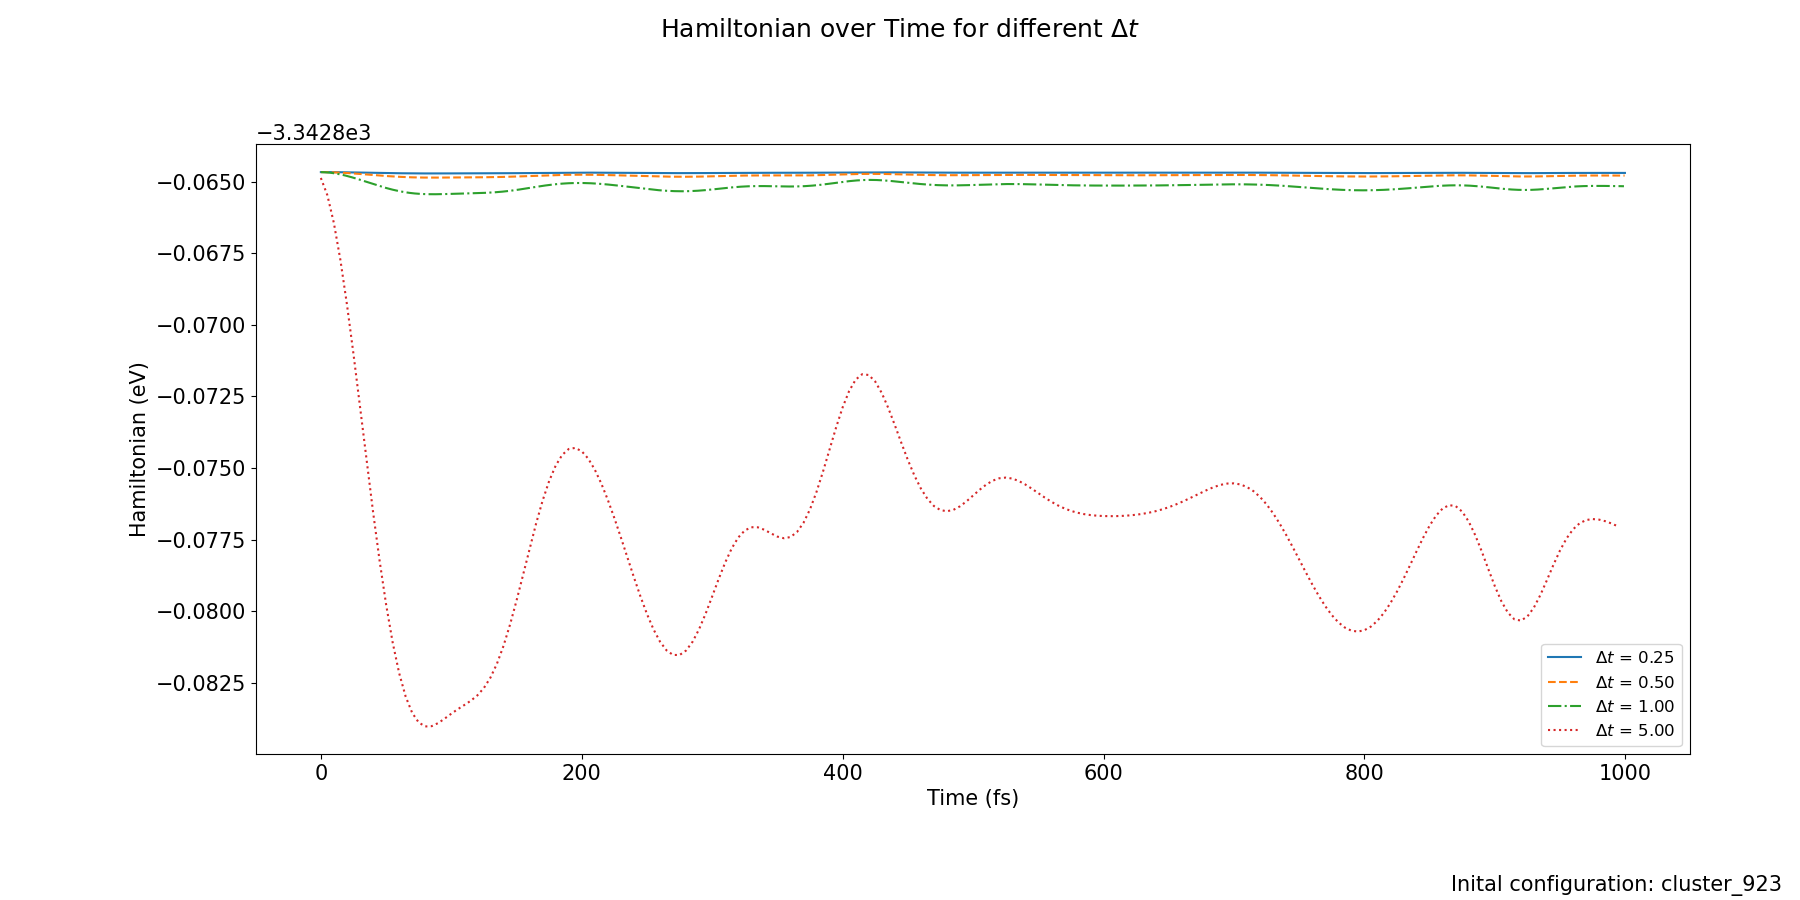 Hamiltonian over Time for different Δt
−3.3428e3
−0.0650
−0.0675
−0.0700
−0.0725
−0.0750
−0.0775
−0.0800
−0.0825
Hamiltonian (eV)
Δt = 0.25
Δt = 0.50
Δt = 1.00
Δt = 5.00
0 200 400 600 800 1000
Time (fs)
Inital configuration: cluster_923